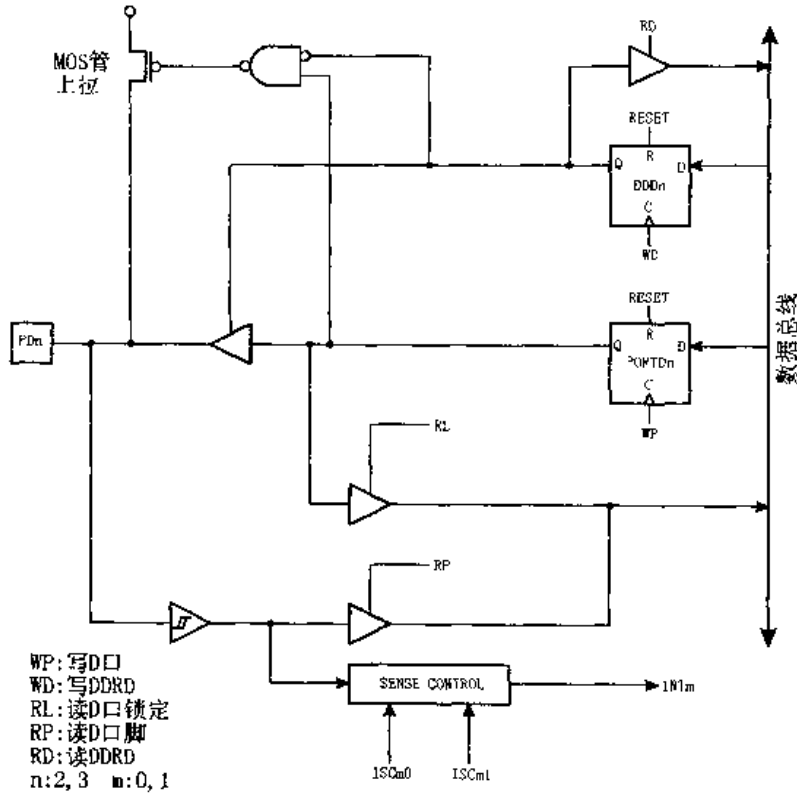 RD
MOS管
上拉
RESET
R
Q
D
DDDn
C
WD
RESET
数据总线
R
PDn
Q
D
PORTDn
C
WP
RL
RP
WP:写D口
WD:写DDRD
RL:读D口锁定
RP:读D口脚
RD:读DDRD
n:2,3 m:0,1
SENSE CONTROL
INTm
ISCm0
ISCm1